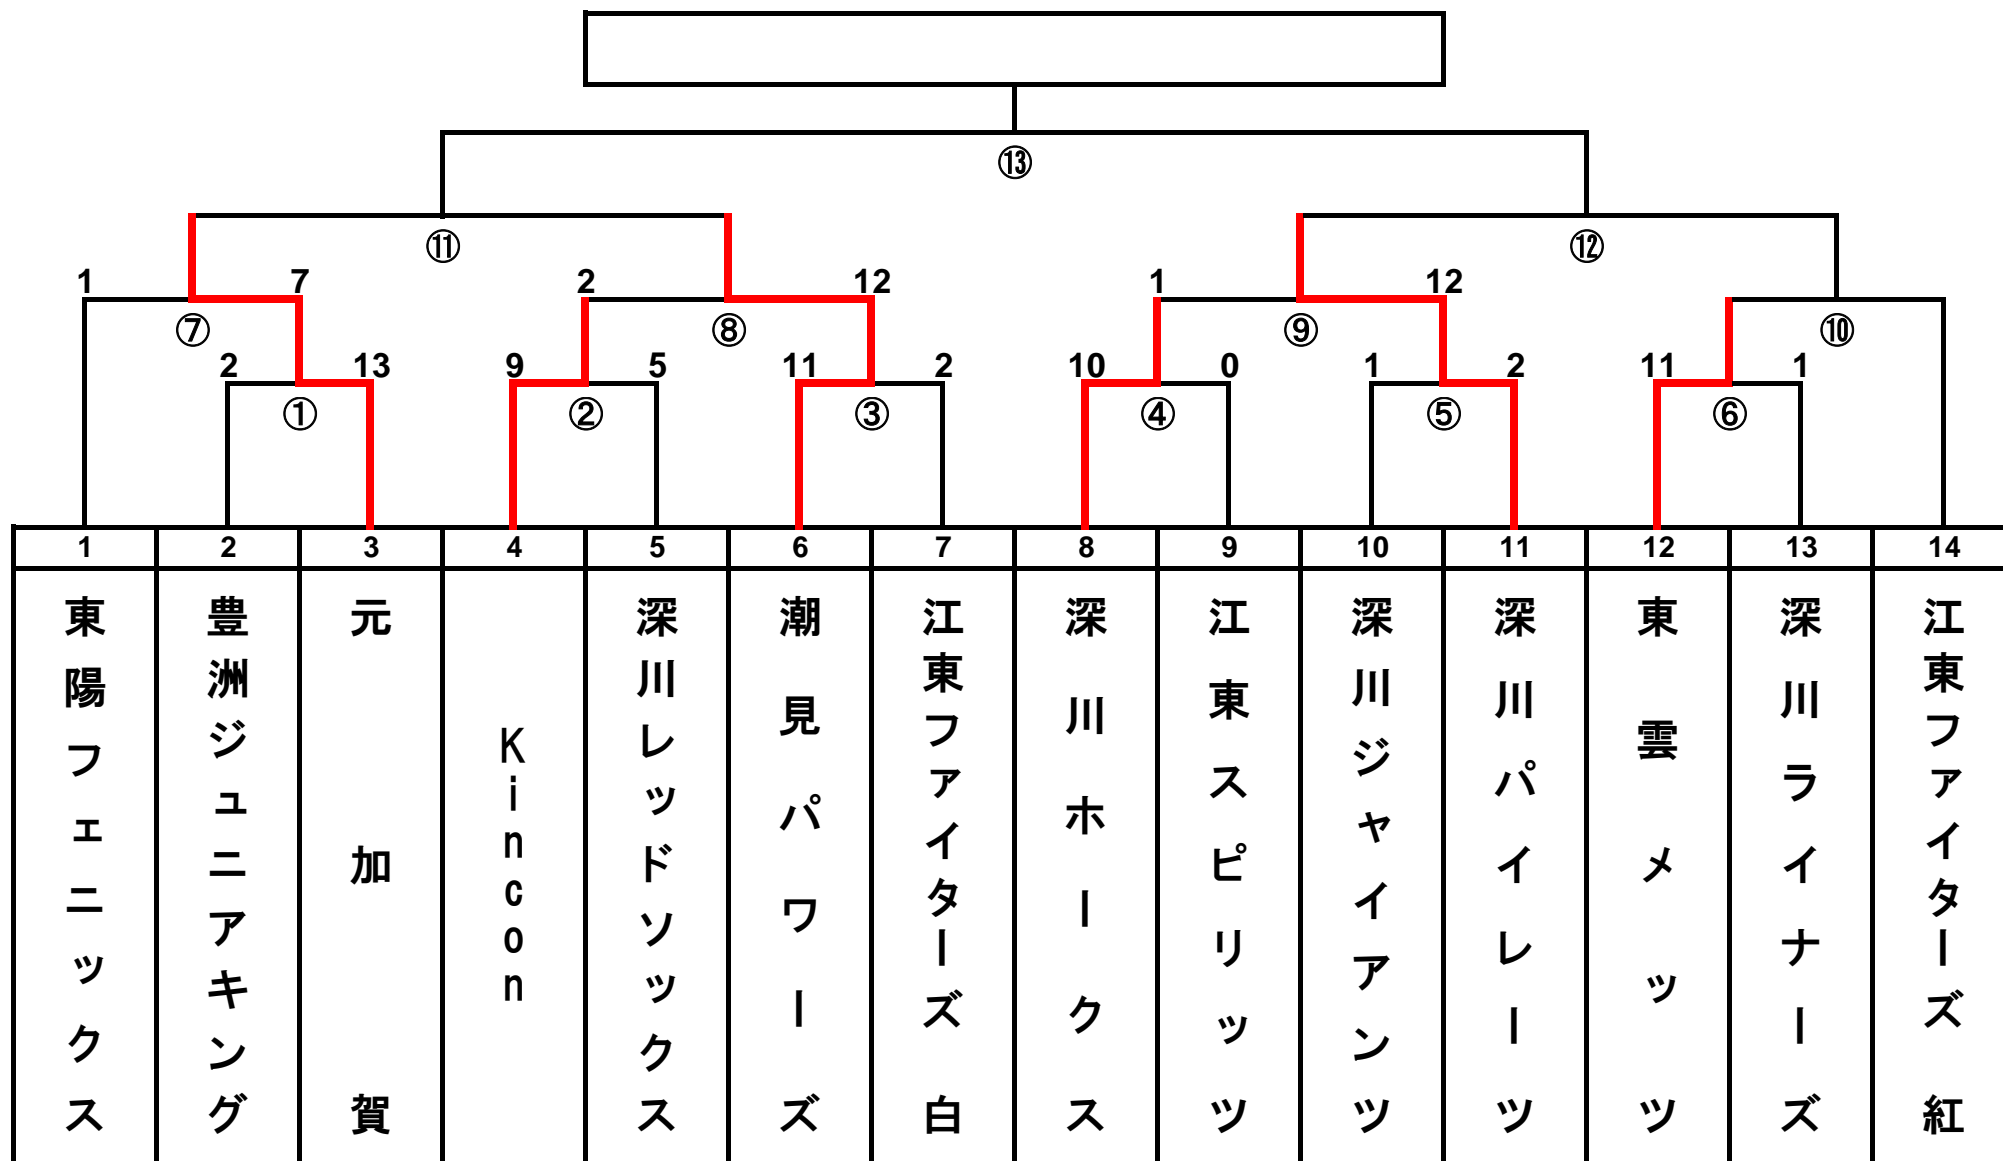 ⑬
⑪ ⑫
1 7 2 12 1 12
⑦ ⑧ ⑨ ⑩
2 13 9 5 11 2 10 0 1 2 11 1
① ② ③ ④ ⑤ ⑥
1 2 3 4 5 6 7 8 9 10 11 12 13 14
東陽フェニックス
豊洲ジュニアキング
元加賀
Kincon
深川レッドソックス
潮見パワーズ
江東ファイターズ白
深川ホークス
江東スピリッツ
深川ジャイアンツ
深川パイレーツ
東雲メッツ
深川ライナーズ
江東ファイターズ紅